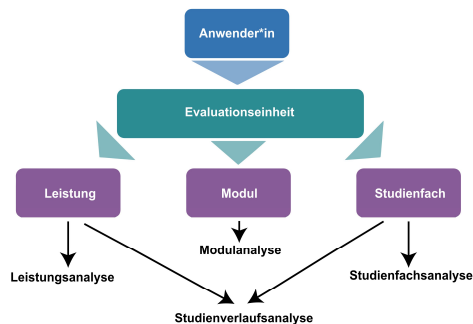 Anwender*in
Evaluationseinheit
Leistung
Modul
Studienfach
Modulanalyse
Leistungsanalyse
Studienfachsanalyse
Studienverlaufsanalyse